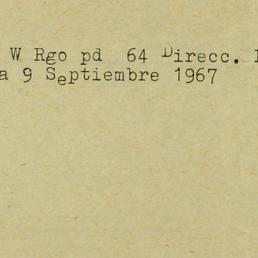 W Rgo pd 64 Direcc.
a 9 Septiembre 1967